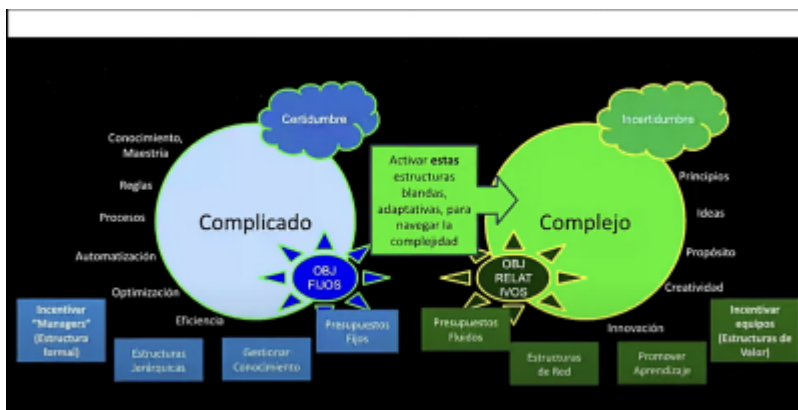 Certidumbre
Conocimiento,
Maestría
Reglas
Procesos
Automatización
Optimización
Eficiencia
Complicado
OBJ
FIJOS
Incentivar
"Managers"
(Estructura
formal)
Estructuras
Jerárquicas
Gestionar
Conocimiento
Presupuestos
Fijos
Activar estas
estructuras
blandas,
adaptativas, para
navegar la
complejidad
Incertidumbre
Complejo
Principios
Ideas
Propósito
Creatividad
Innovación
OBJ
RELAT
IVOS
Presupuestos
Fluidos
Estructuras
de Red
Promover
Aprendizaje
Incentivar
equipos
(Estructuras de
Valor)